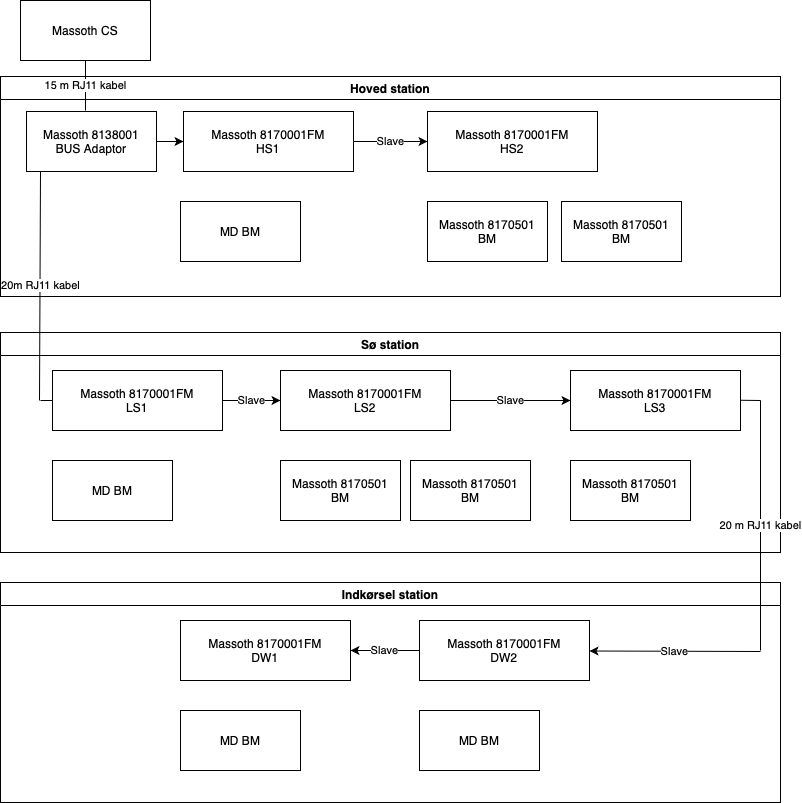 Massoth CS
15 m RJ11 kabel
Hoved station
Massoth 8138001
BUS Adaptor
Massoth 8170001FM
HS1
Slave
Massoth 8170001FM
HS2
MD BM
Massoth 8170501
BM
Massoth 8170501
BM
20m RJ11 kabel
Sø station
Massoth 8170001FM
LS1
Slave
Massoth 8170001FM
LS2
Slave
Massoth 8170001FM
LS3
MD BM
Massoth 8170501
BM
Massoth 8170501
BM
Massoth 8170501
BM
20 m RJ11 kabel
Indkørsel station
Massoth 8170001FM
DW1
Slave
Massoth 8170001FM
DW2
Slave
MD BM
MD BM